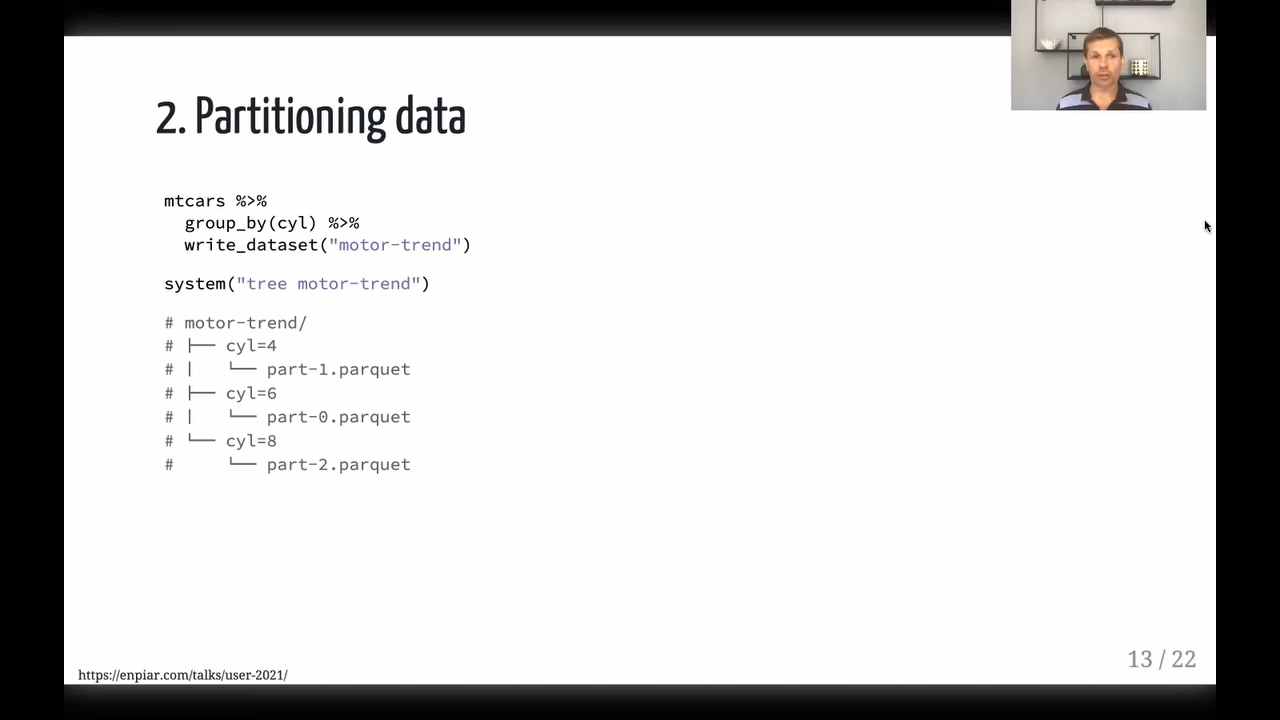 2. Partitioning data
mtcars %>%
  group_by(cyl) %>%
  write_dataset("motor-trend")
system("tree motor-trend")
# motor-trend/
# ├── cyl=4
# |   └── part-1.parquet
# ├── cyl=6
# |   └── part-0.parquet
# └── cyl=8
#     └── part-2.parquet
13 / 22
https://enpiar.com/talks/user-2021/